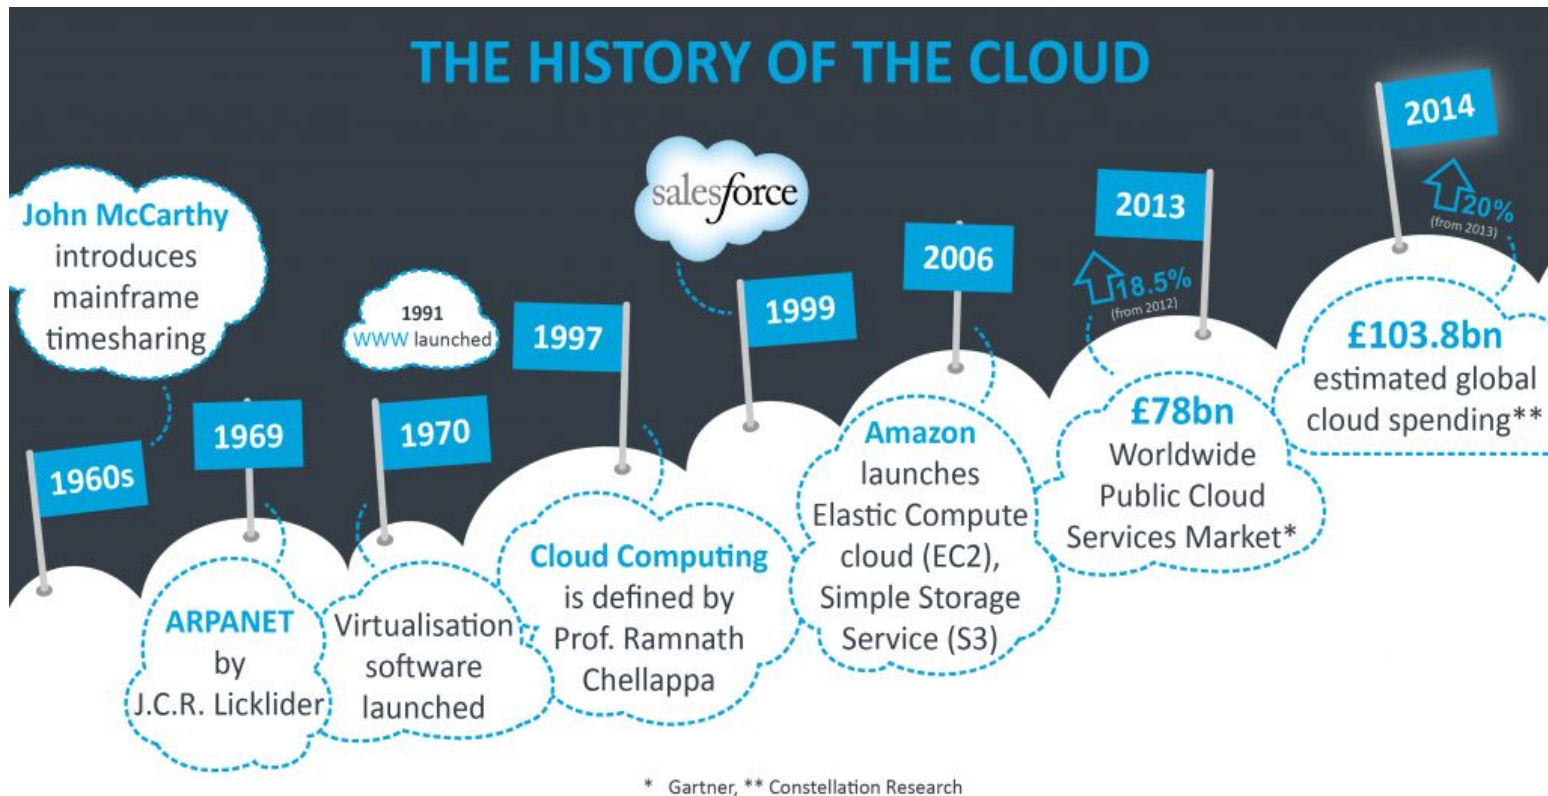 THE HISTORY OF THE CLOUD
John McCarthy
introduces
mainframe
timesharing
1960s
1969
ARPANET
by
J.C.R. Licklider
1970
Virtualisation
software
launched
1991
WWW launched
1997
Cloud Computing
is defined by
Prof. Ramnath
Chellappa
salesforce
1999
2006
Amazon
launches
Elastic Compute
cloud (EC2),
Simple Storage
Service (S3)
2013
18.5%
(from 2012)
£78bn
Worldwide
Public Cloud
Services Market*
2014
20%
(from 2013)
£103.8bn
estimated global
cloud spending**
* Gartner, ** Constellation Research